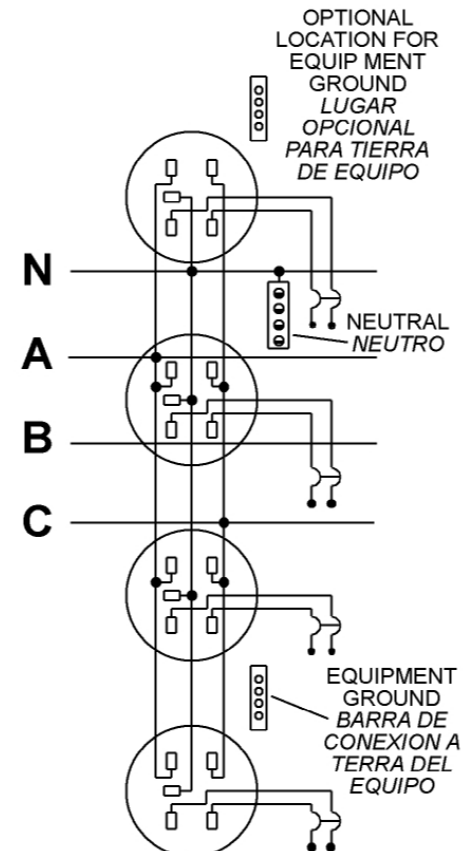 OPTIONAL
LOCATION FOR
EQUIP MENT
GROUND
LUGAR
OPCIONAL
PARA TIERRA
DE EQUIPO
N
NEUTRAL
NEUTRO
A
B
C
EQUIPMENT
GROUND
BARRA DE
CONEXION A
TERRA DEL
EQUIPO